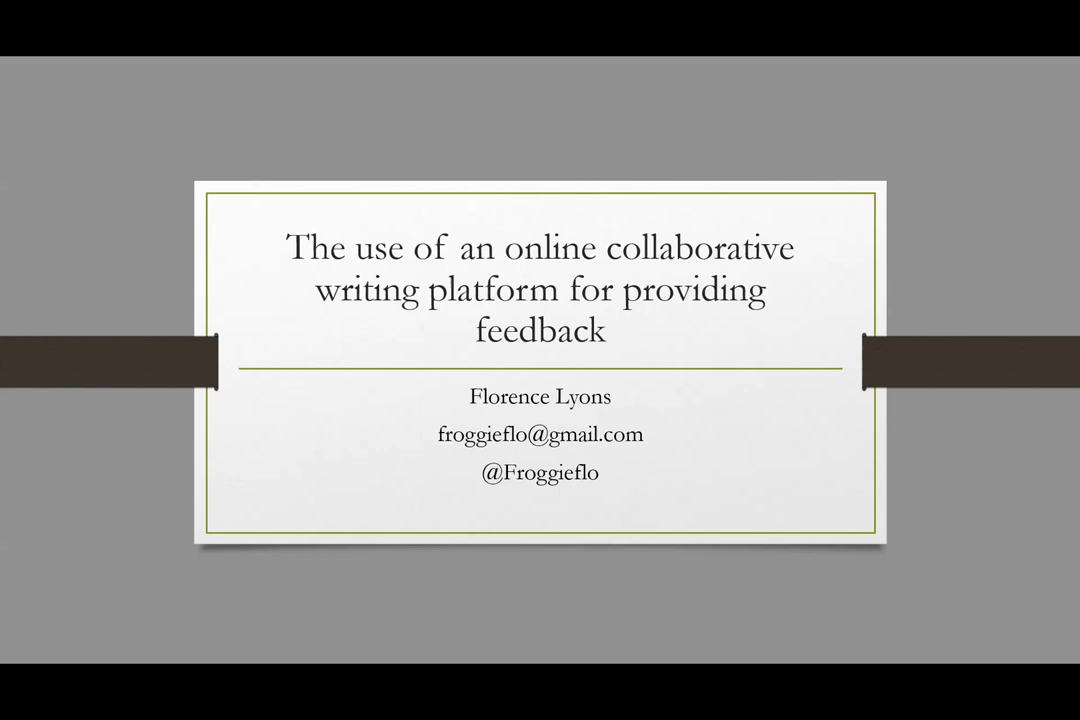 The use of an online collaborative
writing platform for providing
feedback
Florence Lyons
froggieflo@gmail.com
@Froggieflo